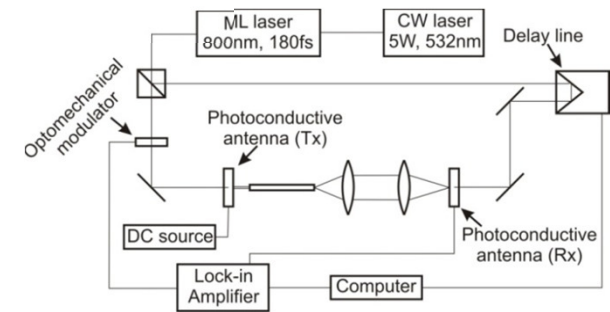 ML laser
800nm, 180fs
CW laser
5W, 532nm
Delay line
Optomechanical
modulator
Photoconductive
antenna (Tx)
DC source
Photoconductive
antenna (Rx)
Lock-in
Amplifier
Computer